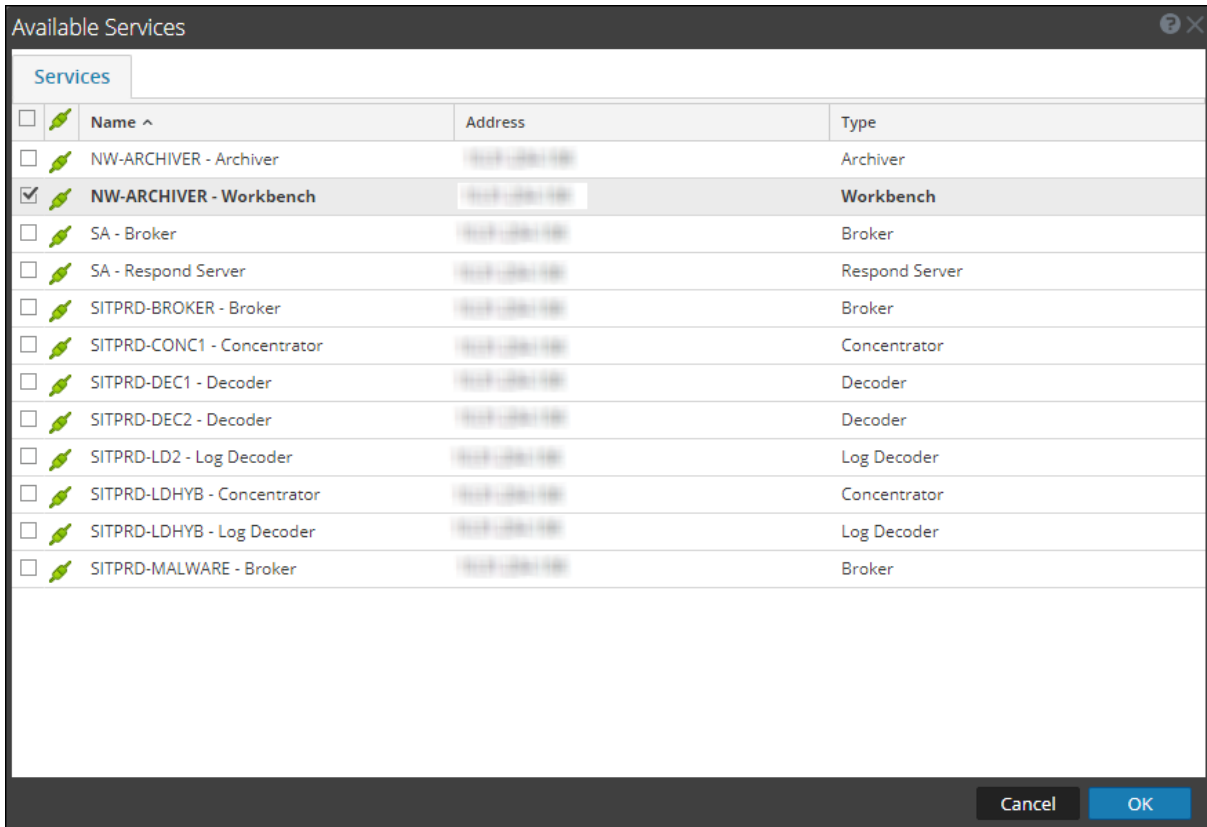 Available Services
Services
Name Address Type
NW-ARCHIVER - Archiver Archiver
NW-ARCHIVER - Workbench Workbench
SA - Broker Broker
SA - Respond Server Respond Server
SITPRD-BROKER - Broker Broker
SITPRD-CONC1 - Concentrator Concentrator
SITPRD-DEC1 - Decoder Decoder
SITPRD-DEC2 - Decoder Decoder
SITPRD-LD2 - Log Decoder Log Decoder
SITPRD-LDHYB - Concentrator Concentrator
SITPRD-LDHYB - Log Decoder Log Decoder
SITPRD-MALWARE - Broker Broker
Cancel OK